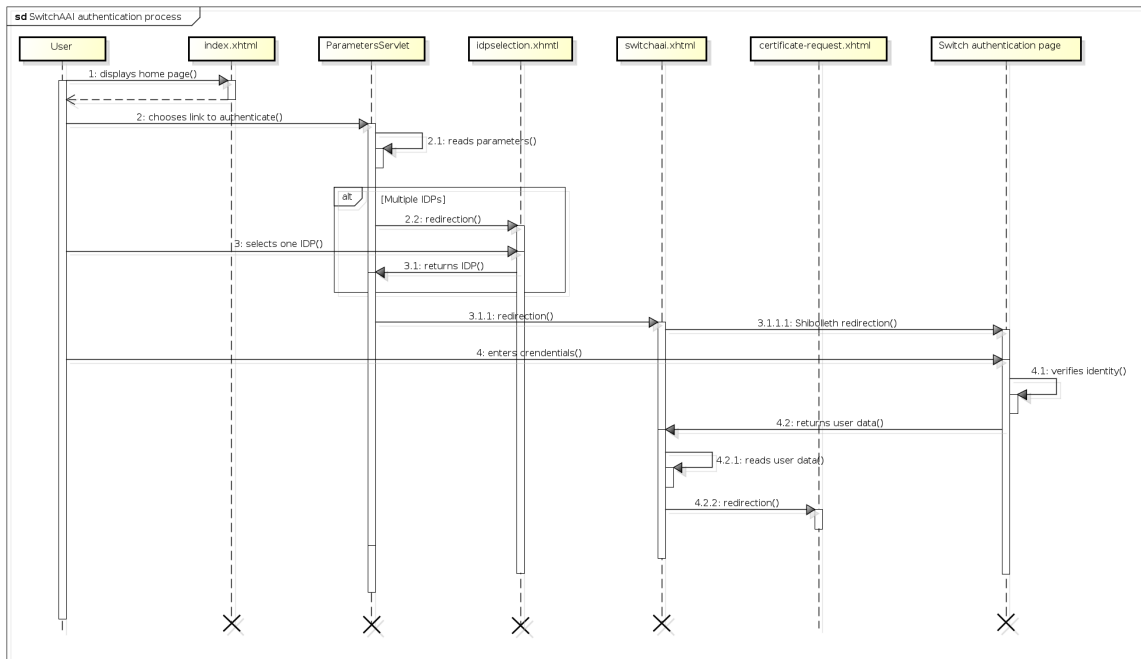 sd SwitchAAI authentication process
User
index.xhtml
ParametersServlet
idpselection.xhmtl
switchaai.xhtml
certificate-request.xhtml
Switch authentication page
1: displays home page()
2: chooses link to authenticate()
2.1: reads parameters()
alt
[Multiple IDPs]
2.2: redirection()
3: selects one IDP()
3.1: returns IDP()
3.1.1: redirection()
3.1.1.1: Shibolleth redirection()
4: enters crendentials()
4.1: verifies identity()
4.2: returns user data()
4.2.1: reads user data()
4.2.2: redirection()